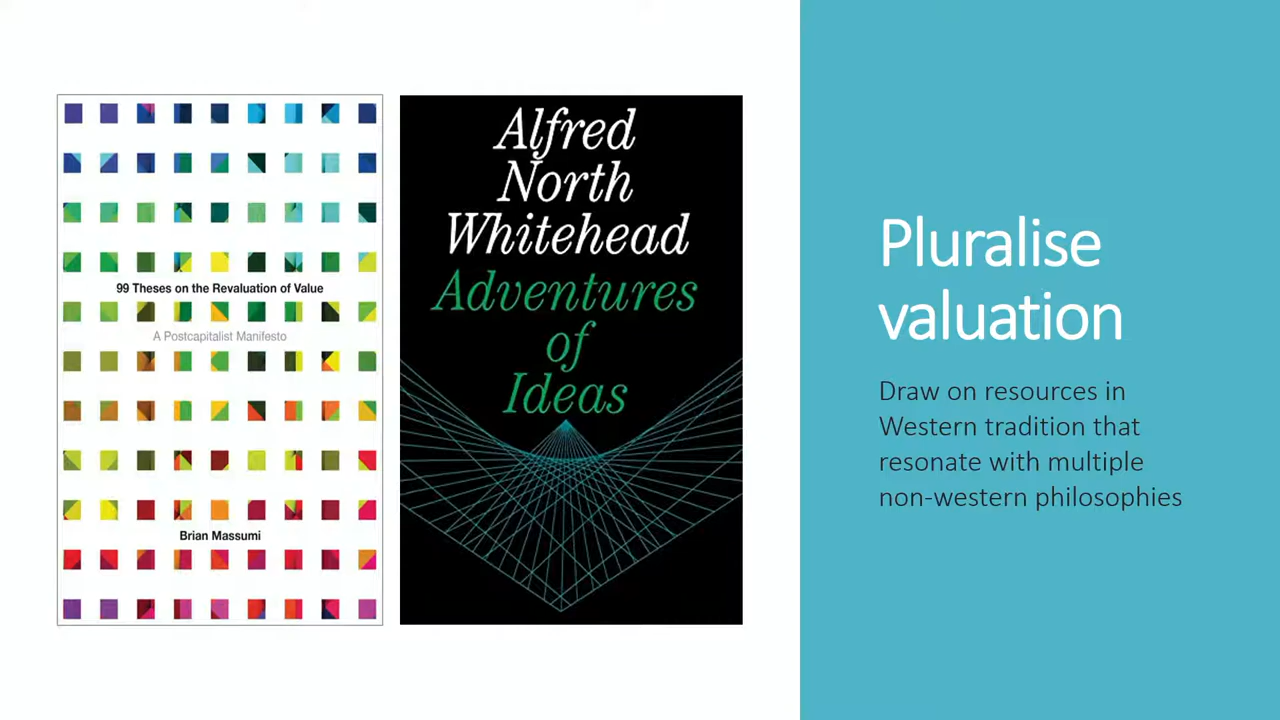 99 Theses on the Revaluation of Value
A Postcapitalist Manifesto
Brian Massumi
Alfred
North
Whitehead
Adventures
of
Ideas
Pluralise
valuation
Draw on resources in
Western tradition that
resonate with multiple
non-western philosophies